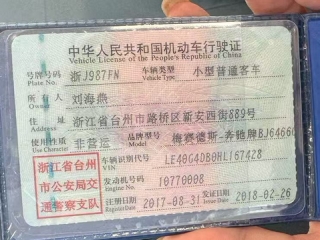 中华人民共和国机动车行驶证
Vehicle License of the People's Republic of China
号牌号码 浙J987FN 车辆类型 小型普通客车
Plate No. Vehicle Type
所有人 刘海燕
Owner
住址 浙江省台州市路桥区新安西街889号
Address
使用性质 非营运 品牌型号 梅赛德斯-奔驰牌BJ6466
Use Character Model
浙江省台州市公安局交通警察支队
车辆识别代号 LE40G4DB0HL167428
VIN
发动机号码 10770008
Engine No.
注册日期 2017-08-31 发证日期 2018-02-26
Register Date Issue Date